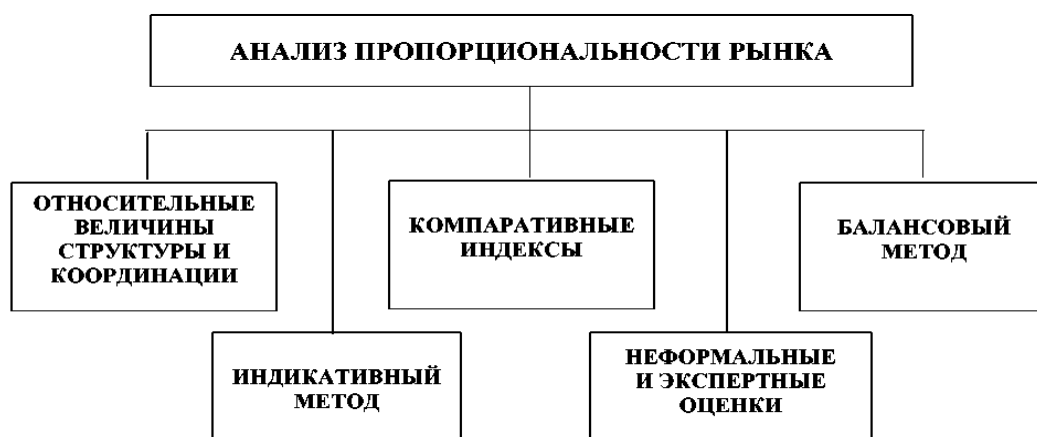 АНАЛИЗ ПРОПОРЦИОНАЛЬНОСТИ РЫНКА
ОТНОСИТЕЛЬНЫЕ
ВЕЛИЧИНЫ
СТРУКТУРЫ И
КООРДИНАЦИИ
КОМПАРАТИВНЫЕ
ИНДЕКСЫ
БАЛАНСОВЫЙ
МЕТОД
ИНДИКАТИВНЫЙ
МЕТОД
НЕФОРМАЛЬНЫЕ
И ЭКСПЕРТНЫЕ
ОЦЕНКИ